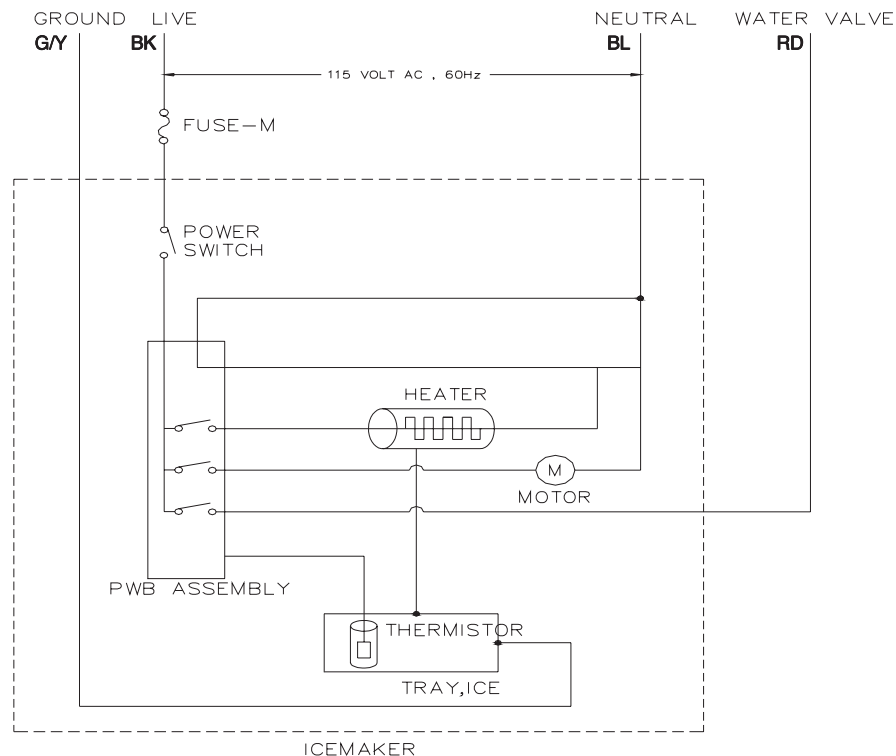 GROUND LIVE NEUTRAL WATER VALVE
G/Y BK BL RD
115 VOLT AC , 60Hz
FUSE-M
POWER
SWITCH
HEATER
M
MOTOR
PWB ASSEMBLY
THERMISTOR
TRAY,ICE
ICEMAKER